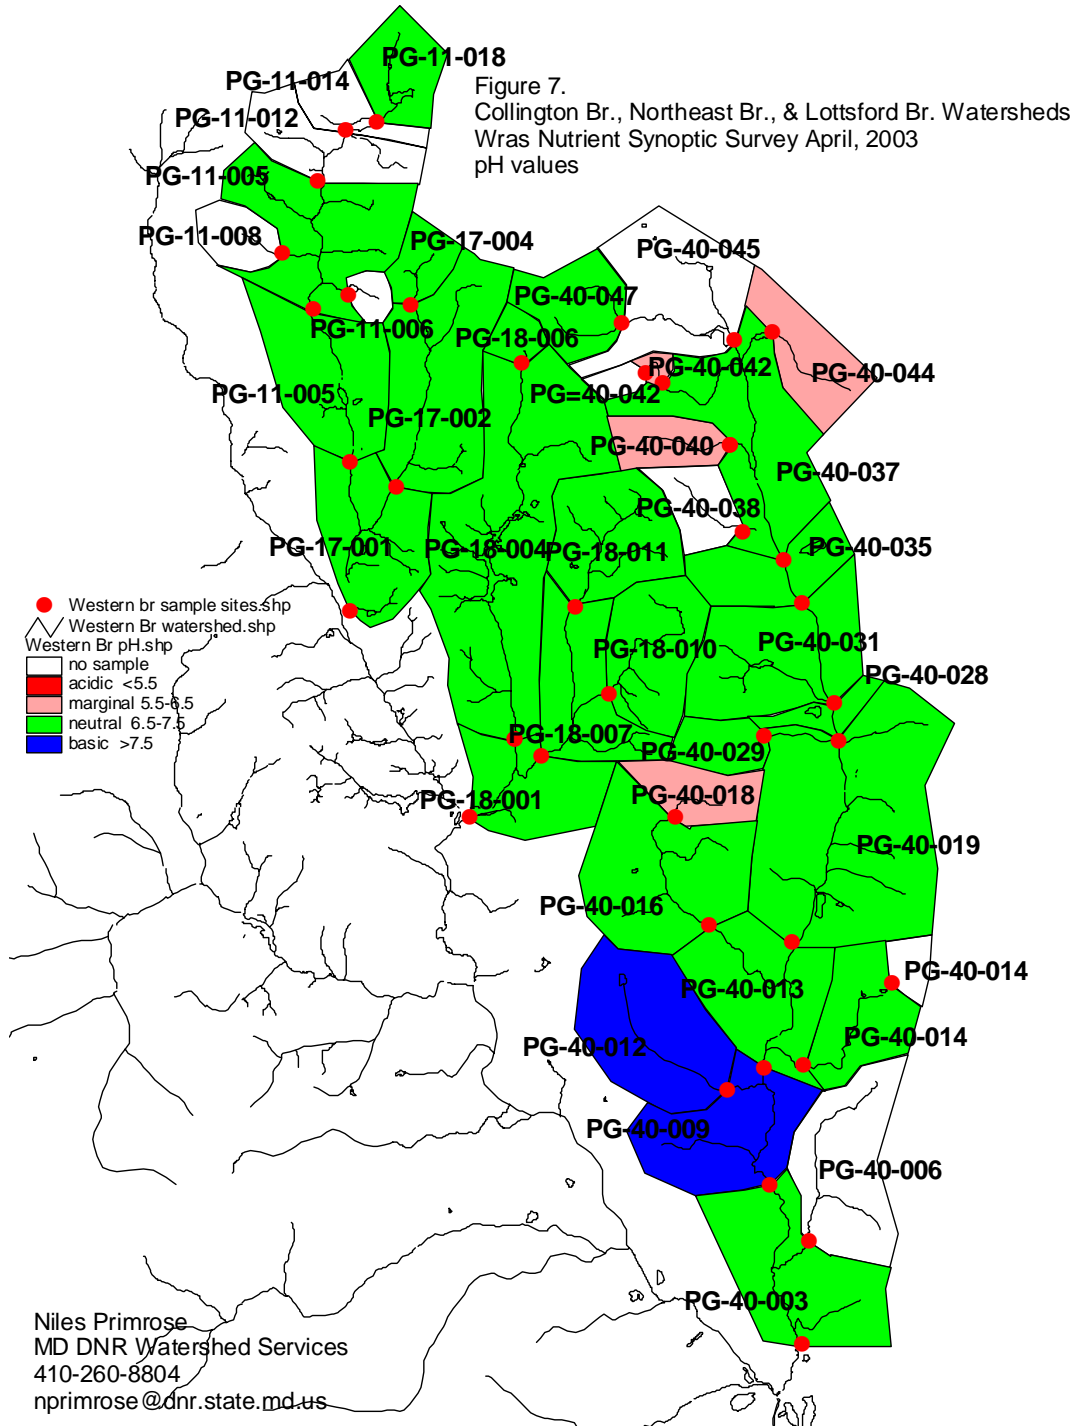 PG-11-018
PG-11-014
PG-11-012
Figure 7.
Collington Br., Northeast Br., & Lottsford Br. Watersheds
Wras Nutrient Synoptic Survey April, 2003
pH values
PG-11-005
PG-11-008
PG-17-004
PG-40-045
PG-40-047
PG-11-006
PG-18-006
PG-40-042
PG-40-044
PG-11-005
PG=40-042
PG-17-002
PG-40-040
PG-40-037
PG-40-038
PG-17-001
PG-18-004
PG-18-011
PG-40-035
Western br sample sites.shp
Western Br watershed.shp
Western Br pH.shp
no sample
acidic <5.5
marginal 5.5-6.5
neutral 6.5-7.5
basic >7.5
PG-18-010
PG-40-031
PG-40-028
PG-18-007
PG-40-029
PG-18-001
PG-40-018
PG-40-019
PG-40-016
PG-40-014
PG-40-013
PG-40-014
PG-40-012
PG-40-009
PG-40-006
PG-40-003
Niles Primrose
MD DNR Watershed Services
410-260-8804
nprimrose@dnr.state.md.us